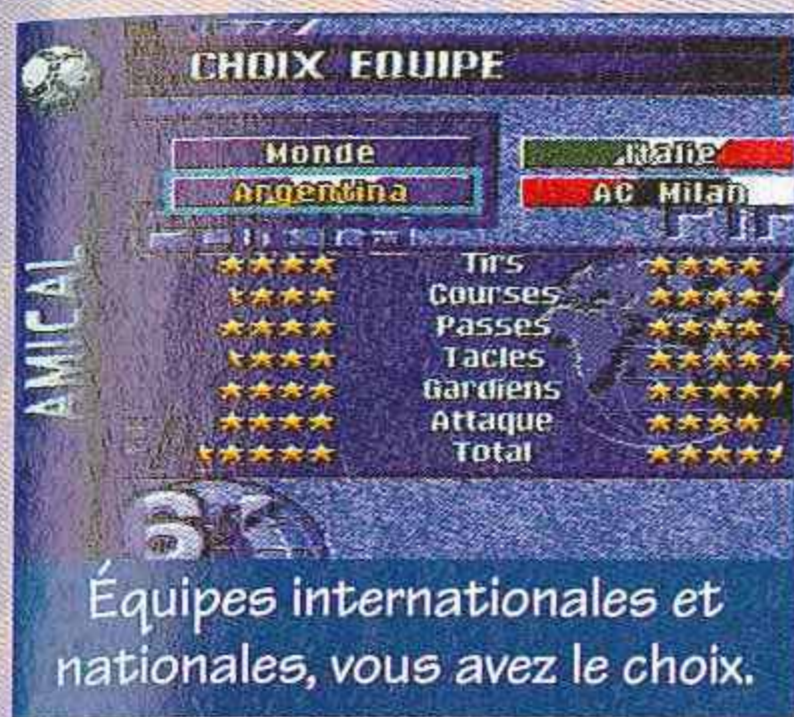 CHOIX EQUIPE
Monde Italie
Argentina AC Milan
AMICAL
Tirs
Courses
Passes
Tacles
Gardiens
Attaque
Total
Équipes internationales et
nationales, vous avez le choix.